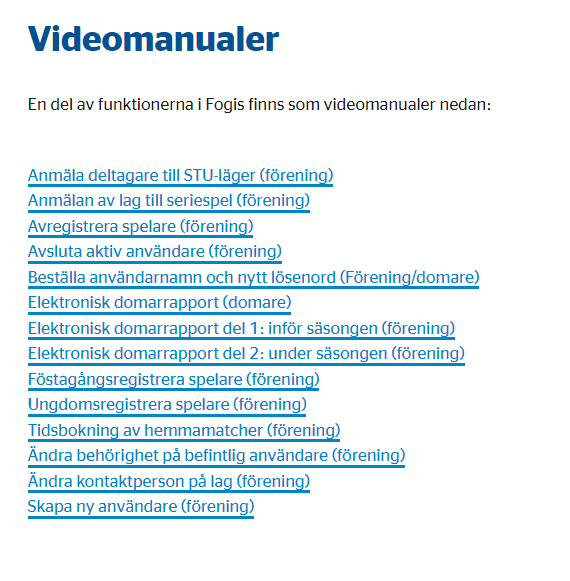 Videomanualer
En del av funktionerna i Fogis finns som videomanualer nedan:
Anmäla deltagare till STU-läger (förening)
Anmälan av lag till seriespel (förening)
Avregistrera spelare (förening)
Avsluta aktiv användare (förening)
Beställa användarnamn och nytt lösenord (Förening/domare)
Elektronisk domarrapport (domare)
Elektronisk domarrapport del 1: inför säsongen (förening)
Elektronisk domarrapport del 2: under säsongen (förening)
Föstagångsregistrera spelare (förening)
Ungdomsregistrera spelare (förening)
Tidsbokning av hemmamatcher (förening)
Ändra behörighet på befintlig användare (förening)
Ändra kontaktperson på lag (förening)
Skapa ny användare (förening)